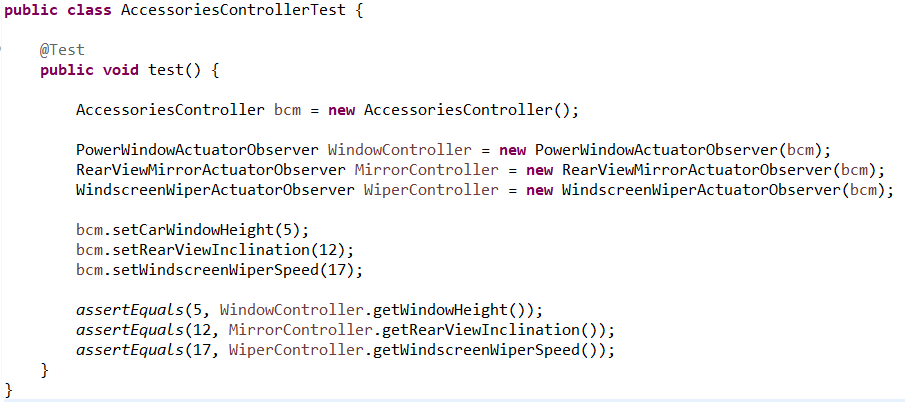 public class AccessoriesControllerTest {
@Test
public void test() {
AccessoriesController bcm = new AccessoriesController();
PowerWindowActuatorObserver WindowController = new PowerWindowActuatorObserver(bcm);
RearViewMirrorActuatorObserver MirrorController = new RearViewMirrorActuatorObserver(bcm);
WindscreenWiperActuatorObserver WiperController = new WindscreenWiperActuatorObserver(bcm);
bcm.setCarWindowHeight(5);
bcm.setRearViewInclination(12);
bcm.setWindscreenWiperSpeed(17);
assertEquals(5, WindowController.getWindowHeight());
assertEquals(12, MirrorController.getRearViewInclination());
assertEquals(17, WiperController.getWindscreenWiperSpeed());
}
}